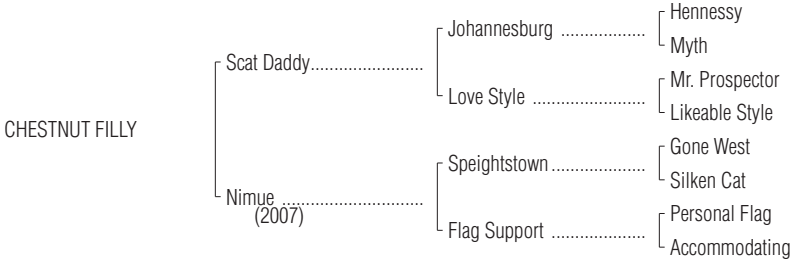 Hennessy
Johannesburg ...................
Myth
Scat Daddy.........................
Mr. Prospector
Love Style .........................
Likeable Style
CHESTNUT FILLY
Gone West
Speightstown.....................
Silken Cat
Nimue ...............................
(2007)
Personal Flag
Flag Support .....................
Accommodating